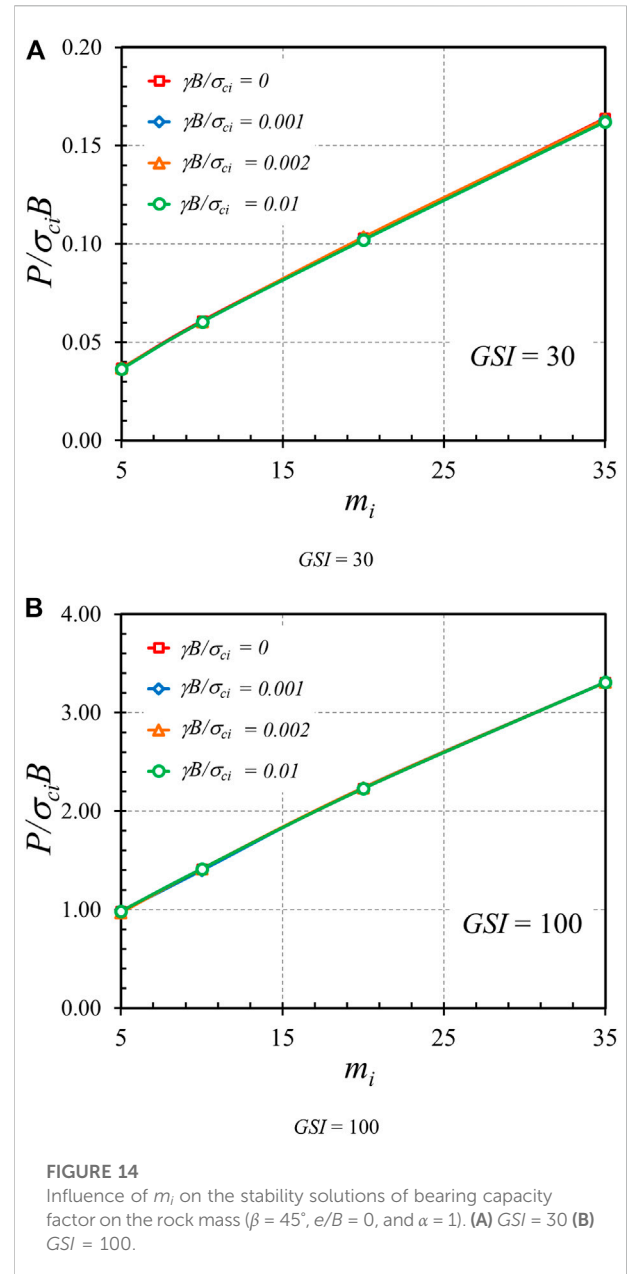 A
0.20
γB/σci = 0
γB/σci = 0.001
γB/σci = 0.002
γB/σci = 0.01
0.15
0.10
0.05
0.00
P/σciB
GSI = 30
5 15 25 35
mi
GSI = 30
B
4.00
γB/σci = 0
γB/σci = 0.001
γB/σci = 0.002
γB/σci = 0.01
3.00
2.00
1.00
0.00
P/σciB
GSI = 100
5 15 25 35
mi
GSI = 100
FIGURE 14
Influence of mi on the stability solutions of bearing capacity
factor on the rock mass (β = 45°, e/B = 0, and α = 1). (A) GSI = 30 (B)
GSI = 100.